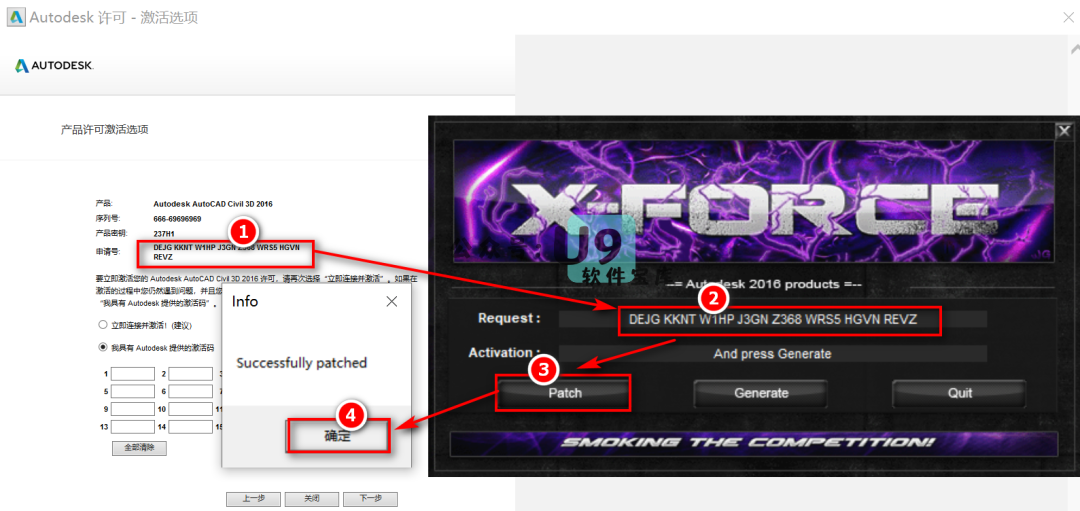 Autodesk 许可 - 激活选项
AUTODESK.
产品许可激活选项
产品: Autodesk AutoCAD Civil 3D 2016
序列号: 666-69696969
产品密钥: 237H1
申请号: DEJG KKNT W1HP J3GN Z368 WRS5 HGVN
REVZ
要立即激活您的 Autodesk AutoCAD Civil 3D 2016 许可, 请再次选择 "立即连接并激活" 。如果在
激活的过程中您仍然遇到问题, 并且您
"我具有 Autodesk 提供的激活码" 。
立即连接并激活! (建议)
我具有 Autodesk 提供的激活码
1 2 3
5 6 7
9 10 11
13 14 15
全部清除
上一步 关闭 下一步
1
Info
Successfully patched
4
确定
X-FORCE
J9
软件宝库
--= Autodesk 2016 products =--
2
Request : DEJG KKNT W1HP J3GN Z368 WRS5 HGVN REVZ
Activation : And press Generate
3
Patch Generate Quit
SMOKING THE COMPETITION!